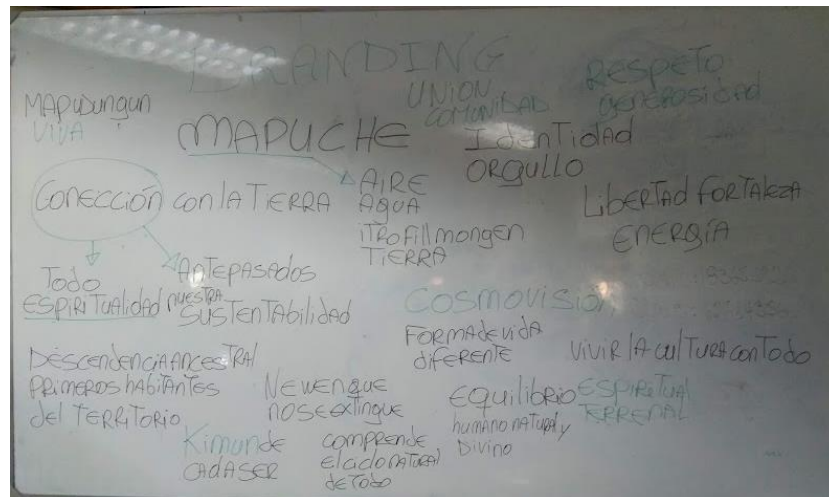 BRANDING
UNION
COMUNIDAD
RESPETO
GENEROSIDAD
MAPUDUNGUN
VIVA
MAPUCHE
IdENTIDAD
ORGULLO
CONECCIÓN CON LA TIERRA
AIRE
AGUA
ITROFILLMONGEN
TIERRA
LIBERTAD FORTALEZA
ENERGÍA
TODO
ESPIRITUALIDAD NUESTRA
ANTEPASADOS
SUSTENTABILIDAD
COSMOVISION
FORMA DE VIDA
DIFERENTE
VIVIR LA CULTURA CON TODO
DESCENDENCIA ANCESTRAL
PRIMEROS HABITANTES
DEL TERRITORIO
NEWEN QUE
NO SE EXTINGUE
EQUILIBRIO ESPIRITUAL
TERRENAL
HUMANO NATURAL Y
DIVINO
KIMUN DE
CADA SER
COMPRENDE
EL CICLO NATURAL
DE TODO